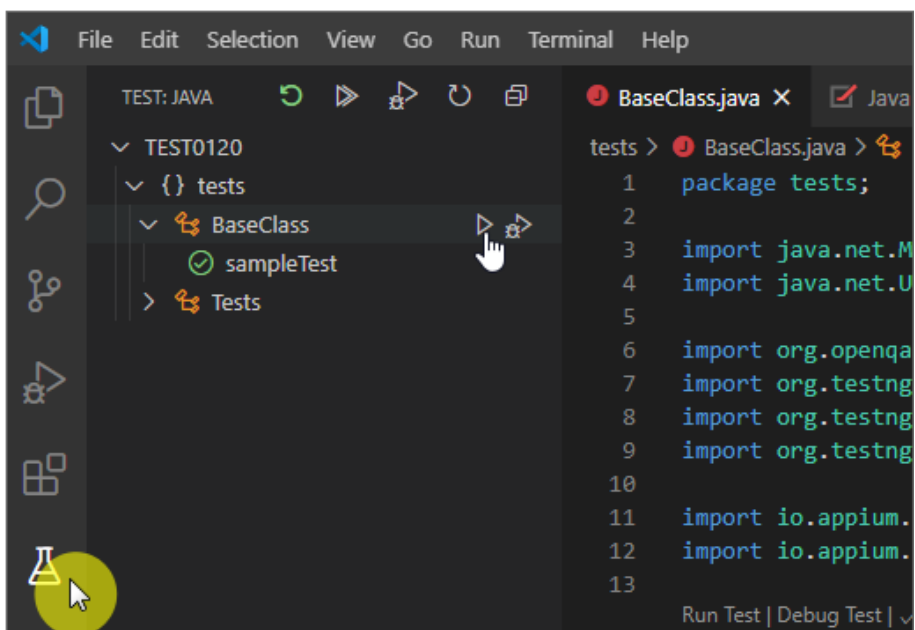 File Edit Selection View Go Run Terminal Help
TEST: JAVA
TEST0120
{} tests
BaseClass
sampleTest
Tests
J BaseClass.java × Java
tests > J BaseClass.java >
1 package tests;
2
3 import java.net.M
4 import java.net.U
5
6 import org.openqa
7 import org.testng
8 import org.testng
9 import org.testng
10
11 import io.appium.
12 import io.appium.
13
Run Test | Debug Test | ✓